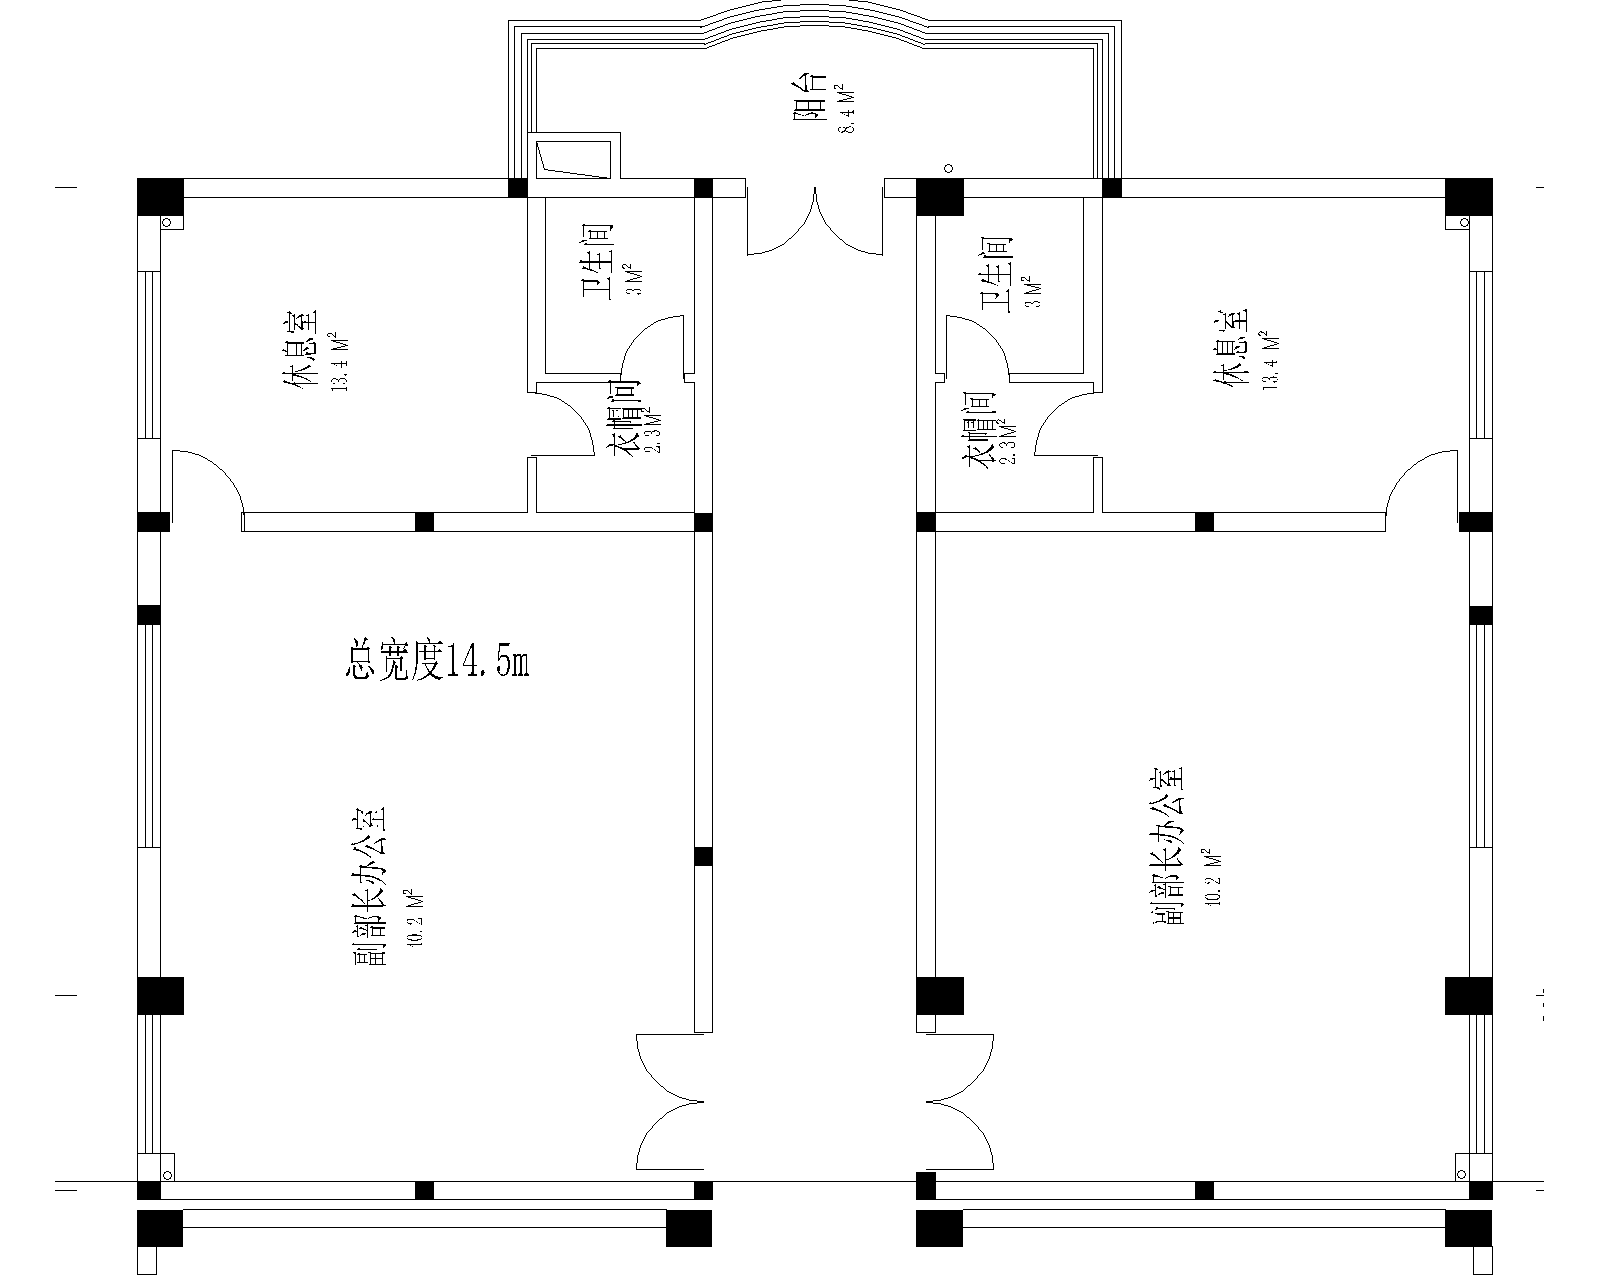 阳台
8.4 M²
卫生间
3 M²
卫生间
3 M²
休息室
13.4 M²
休息室
13.4 M²
衣帽间
2.3 M²
衣帽间
2.3 M²
总宽度14.5m
副部长办公室
10.2 M²
副部长办公室
10.2 M²